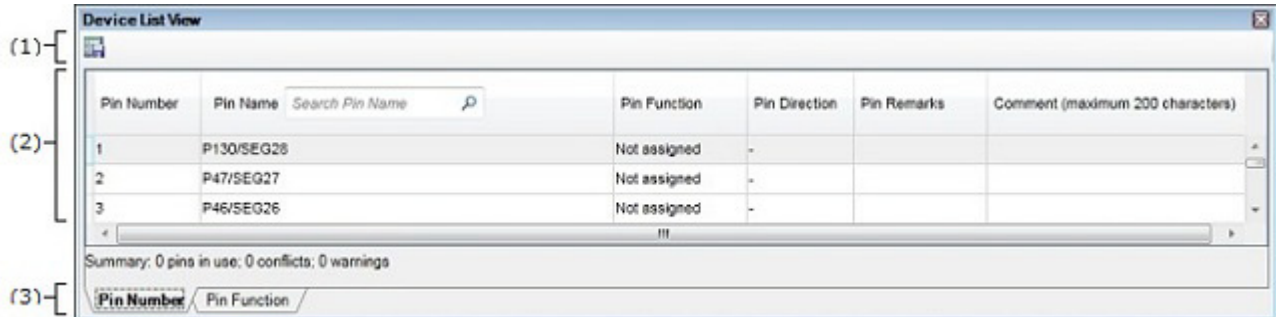 Device List View
(1)
Pin Number Pin Name Search Pin Name Pin Function Pin Direction Pin Remarks Comment (maximum 200 characters)
(2)
1 P130/SEG28 Not assigned -
2 P47/SEG27 Not assigned -
3 P46/SEG26 Not assigned -
Summary: 0 pins in use; 0 conflicts; 0 warnings
(3)
Pin Number Pin Function